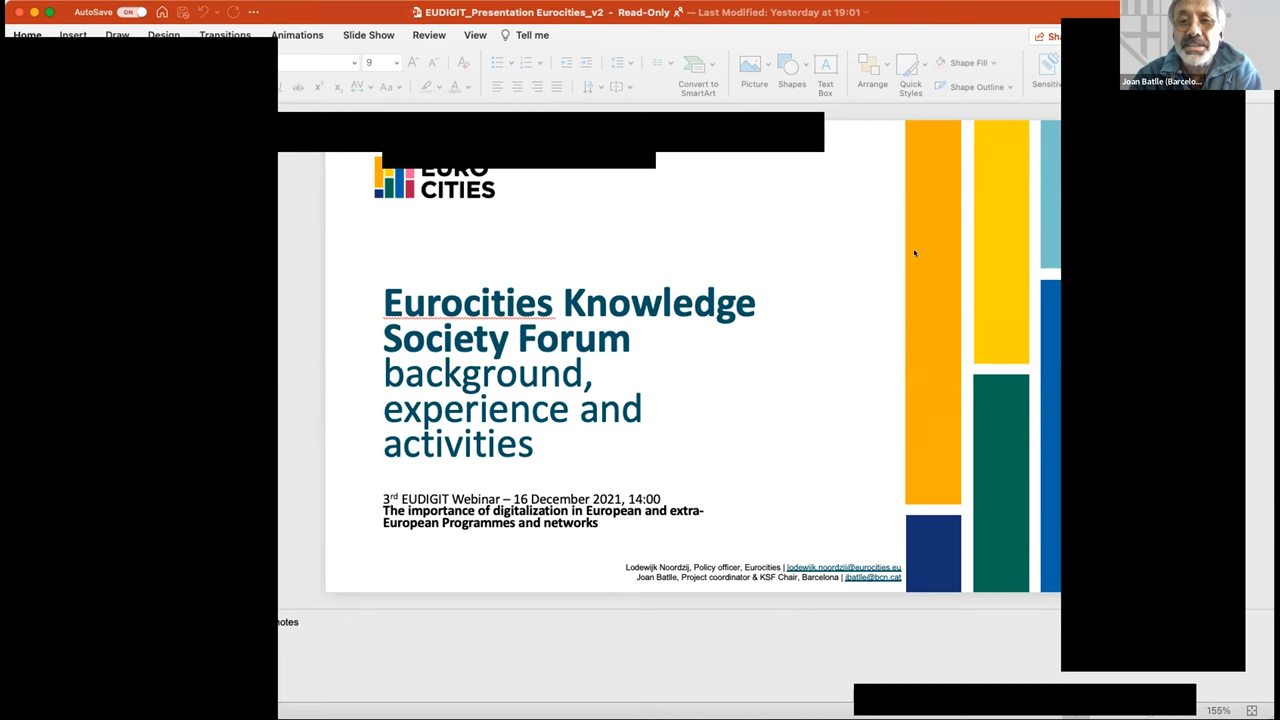 AutoSave ON
EUDIGIT_Presentation Eurocities_v2 - Read-Only — Last Modified: Yesterday at 19:01
Home Insert Draw Design Transitions Animations Slide Show Review View Tell me
9
Convert to SmartArt
Picture
Shapes
Text Box
Arrange
Quick Styles
Shape Fill
Shape Outline
Joan Batlle (Barcelo...
EURO
CITIES
Eurocities Knowledge
Society Forum
background,
experience and
activities
3rd EUDIGIT Webinar – 16 December 2021, 14:00
The importance of digitalization in European and extra-
European Programmes and networks
Lodewijk Noordzij, Policy officer, Eurocities | lodewijk.noordzij@eurocities.eu
Joan Batlle, Project coordinator & KSF Chair, Barcelona | jbatlle@bcn.cat
155%